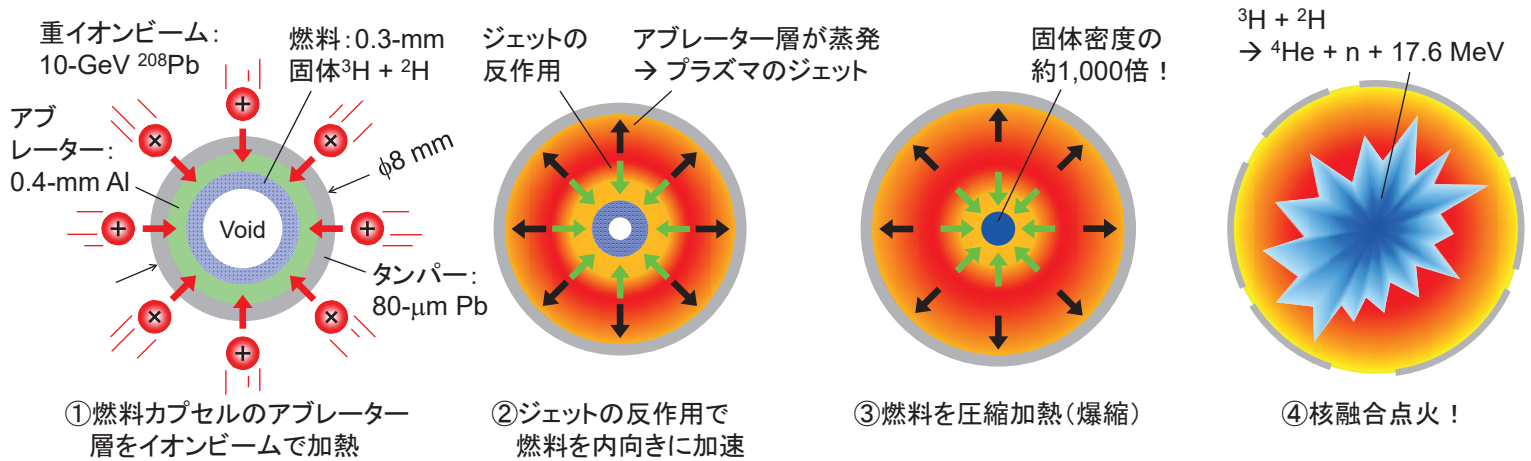 重イオンビーム:
10-GeV ²⁰⁸Pb
燃料:0.3-mm
固体³H + ²H
アブ
レーター:
0.4-mm Al
φ8 mm
Void
タンパー:
80-μm Pb
①燃料カプセルのアブレーター
層をイオンビームで加熱
ジェットの
反作用
アブレーター層が蒸発
→ プラズマのジェット
②ジェットの反作用で
燃料を内向きに加速
固体密度の
約1,000倍!
③燃料を圧縮加熱(爆縮)
³H + ²H
→ ⁴He + n + 17.6 MeV
④核融合点火!